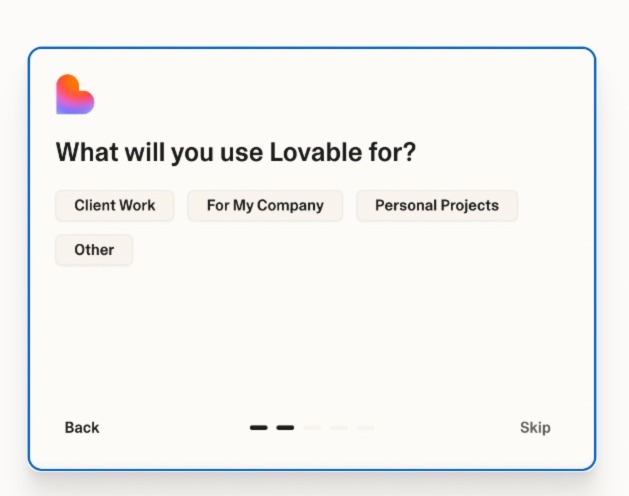 What will you use Lovable for?
Client Work
For My Company
Personal Projects
Other
Back
Skip